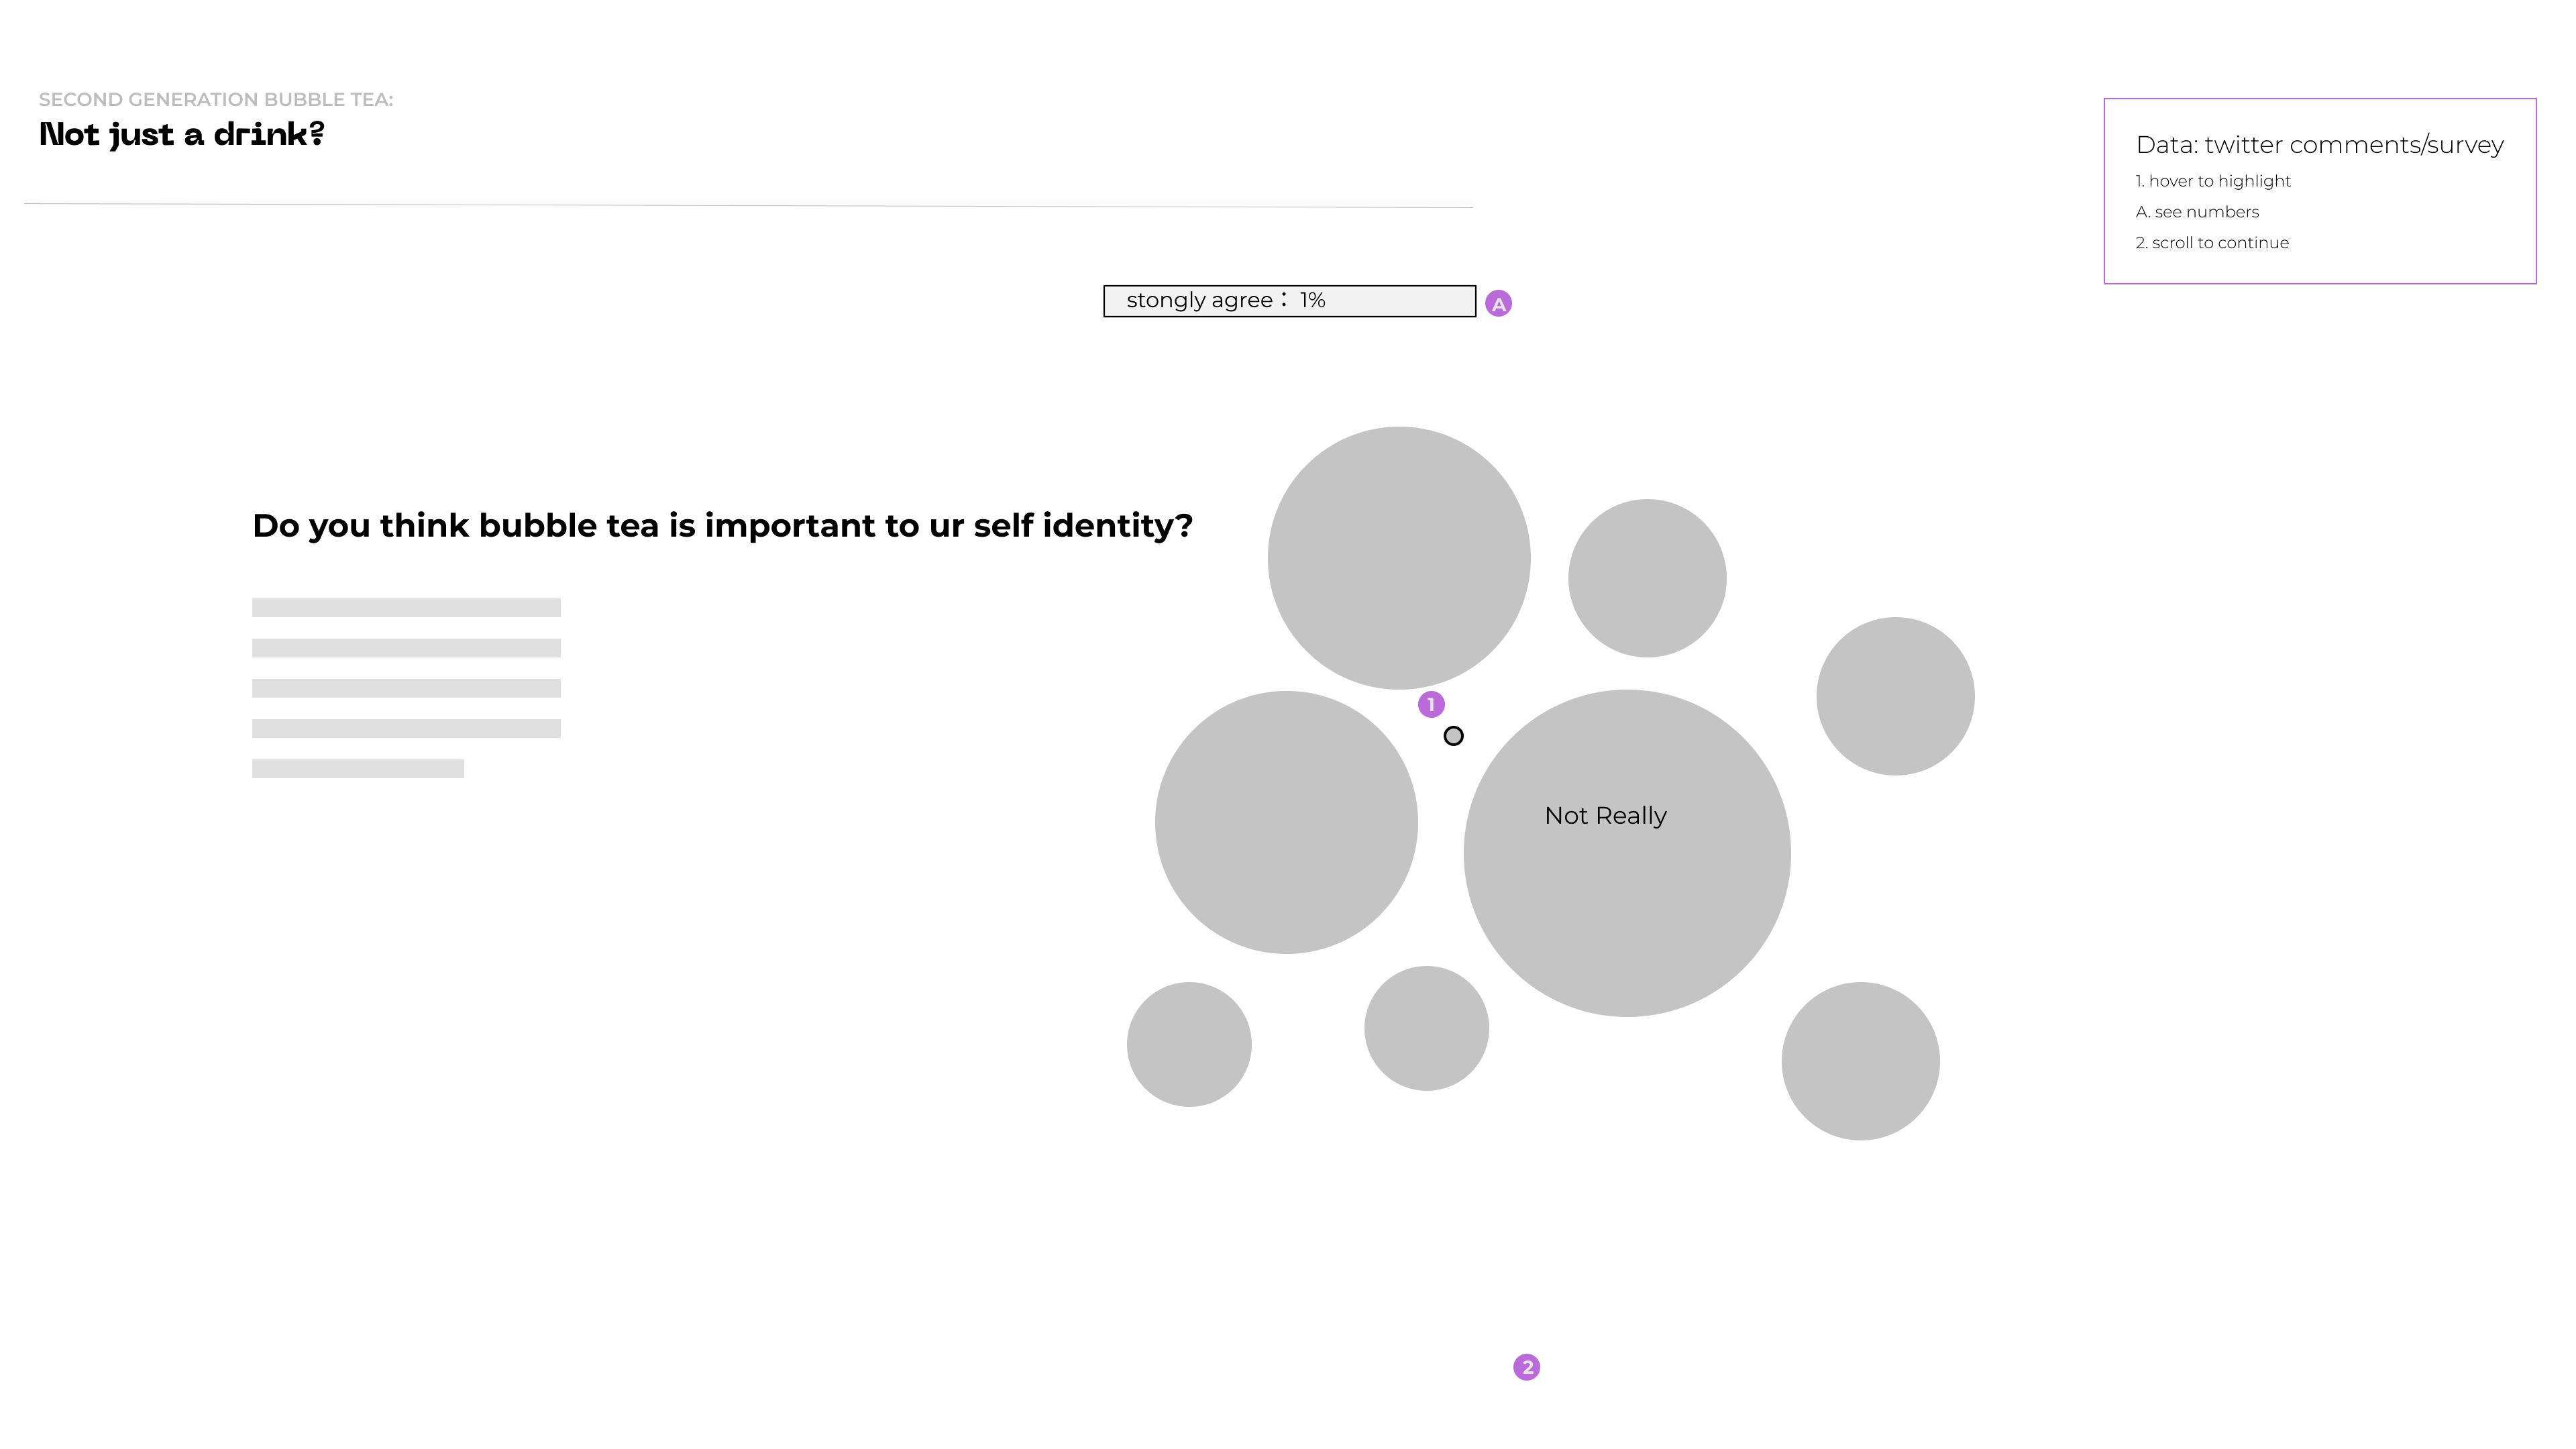 SECOND GENERATION BUBBLE TEA:
Not just a drink?
Data: twitter comments/survey
1. hover to highlight
A. see numbers
2. scroll to continue
stongly agree： 1%
A
Do you think bubble tea is important to ur self identity?
1
Not Really
2